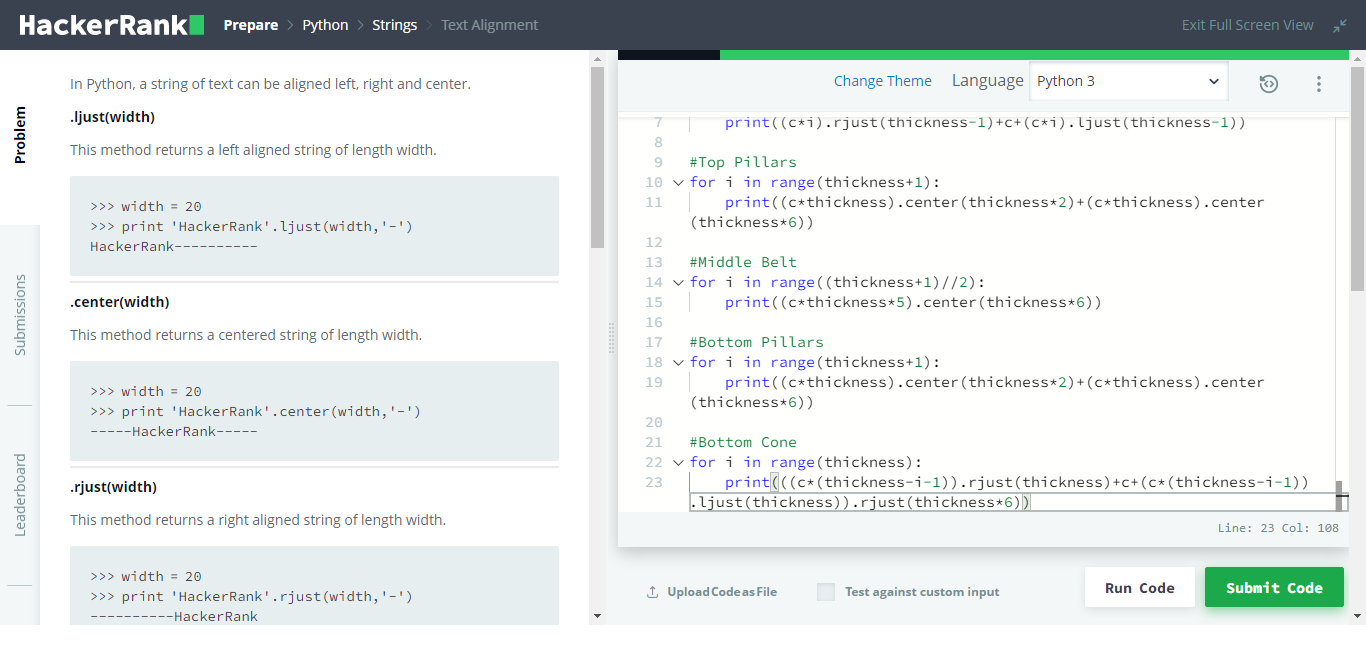 HackerRank
Prepare > Python > Strings > Text Alignment
Exit Full Screen View
Problem
Submissions
Leaderboard
In Python, a string of text can be aligned left, right and center.
.ljust(width)
This method returns a left aligned string of length width.
>>> width = 20
>>> print 'HackerRank'.ljust(width,'-')
HackerRank----------
.center(width)
This method returns a centered string of length width.
>>> width = 20
>>> print 'HackerRank'.center(width,'-')
-----HackerRank-----
.rjust(width)
This method returns a right aligned string of length width.
>>> width = 20
>>> print 'HackerRank'.rjust(width,'-')
----------HackerRank
Change Theme
Language
Python 3
7 print((c*i).rjust(thickness-1)+c+(c*i).ljust(thickness-1))
8
9 #Top Pillars
10 for i in range(thickness+1):
11 print((c*thickness).center(thickness*2)+(c*thickness).center
(thickness*6))
12
13 #Middle Belt
14 for i in range((thickness+1)//2):
15 print((c*thickness*5).center(thickness*6))
16
17 #Bottom Pillars
18 for i in range(thickness+1):
19 print((c*thickness).center(thickness*2)+(c*thickness).center
(thickness*6))
20
21 #Bottom Cone
22 for i in range(thickness):
23 print(((c*(thickness-i-1)).rjust(thickness)+c+(c*(thickness-i-1))
.ljust(thickness)).rjust(thickness*6))
Line: 23 Col: 108
Upload Code as File
Test against custom input
Run Code
Submit Code